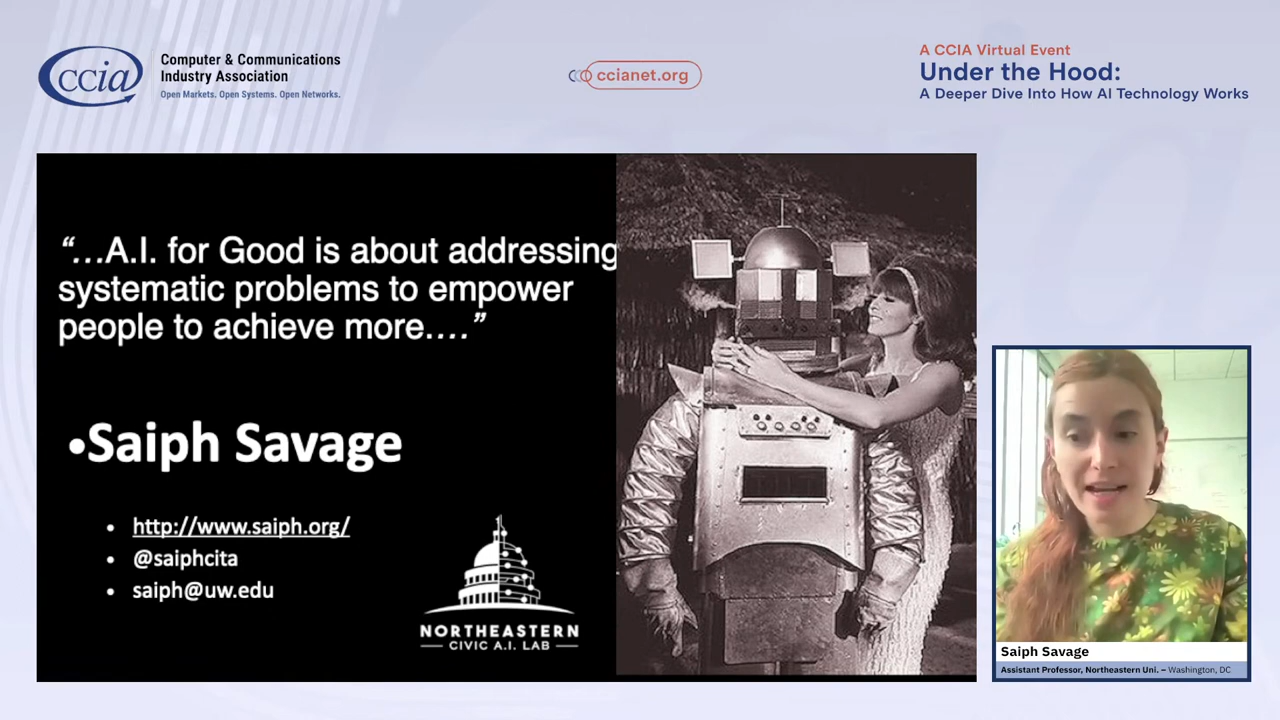 ccia
Computer & Communications
Industry Association
Open Markets. Open Systems. Open Networks.
ccianet.org
A CCIA Virtual Event
Under the Hood:
A Deeper Dive Into How AI Technology Works
“…A.I. for Good is about addressing
systematic problems to empower
people to achieve more….”
•Saiph Savage
• http://www.saiph.org/
• @saiphcita
• saiph@uw.edu
NORTHEASTERN
— CIVIC A.I. LAB —
Saiph Savage
Assistant Professor, Northeastern Uni. – Washington, DC